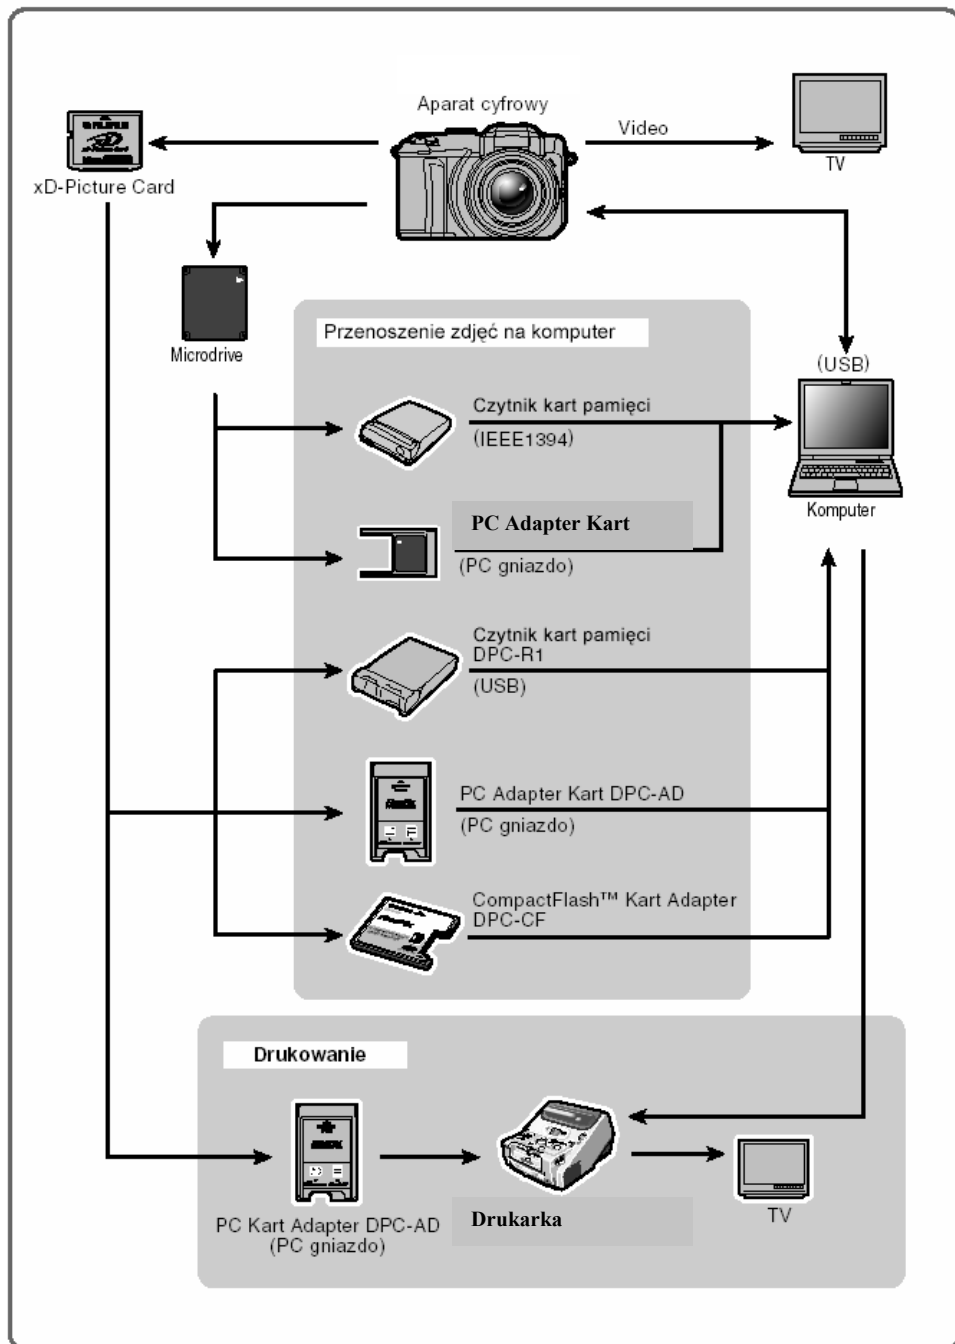 Aparat cyfrowy
Video
TV
xD-Picture Card
Microdrive
Przenoszenie zdjęć na komputer
(USB)
Komputer
Czytnik kart pamięci
(IEEE1394)
PC Adapter Kart
(PC gniazdo)
Czytnik kart pamięci
DPC-R1
(USB)
PC Adapter Kart DPC-AD
(PC gniazdo)
CompactFlash™ Kart Adapter
DPC-CF
Drukowanie
PC Kart Adapter DPC-AD
(PC gniazdo)
Drukarka
TV